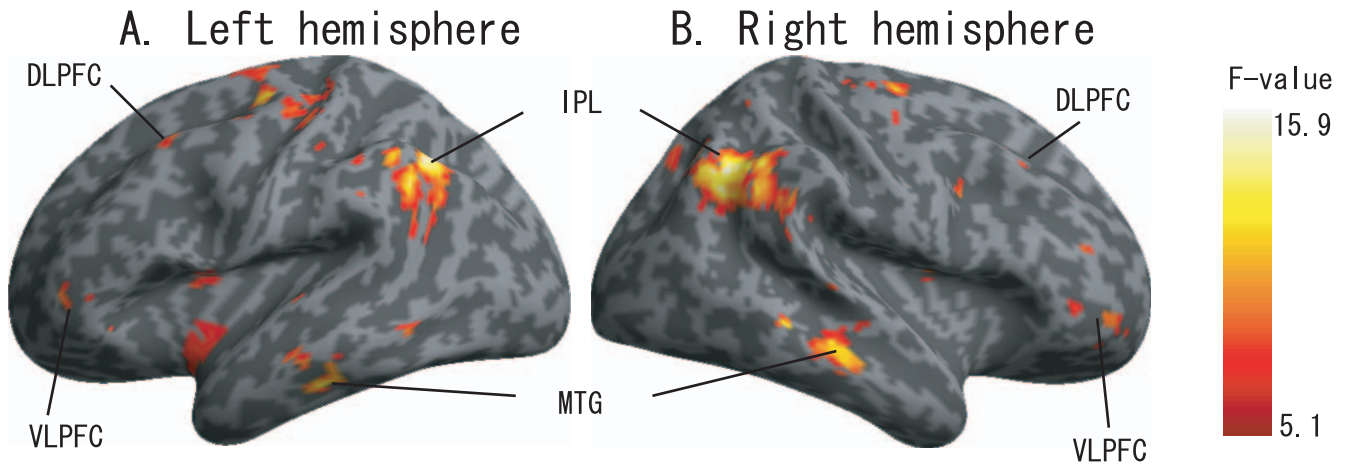 A. Left hemisphere
B. Right hemisphere
DLPFC
IPL
DLPFC
F-value
15.9
MTG
VLPFC
VLPFC
5.1